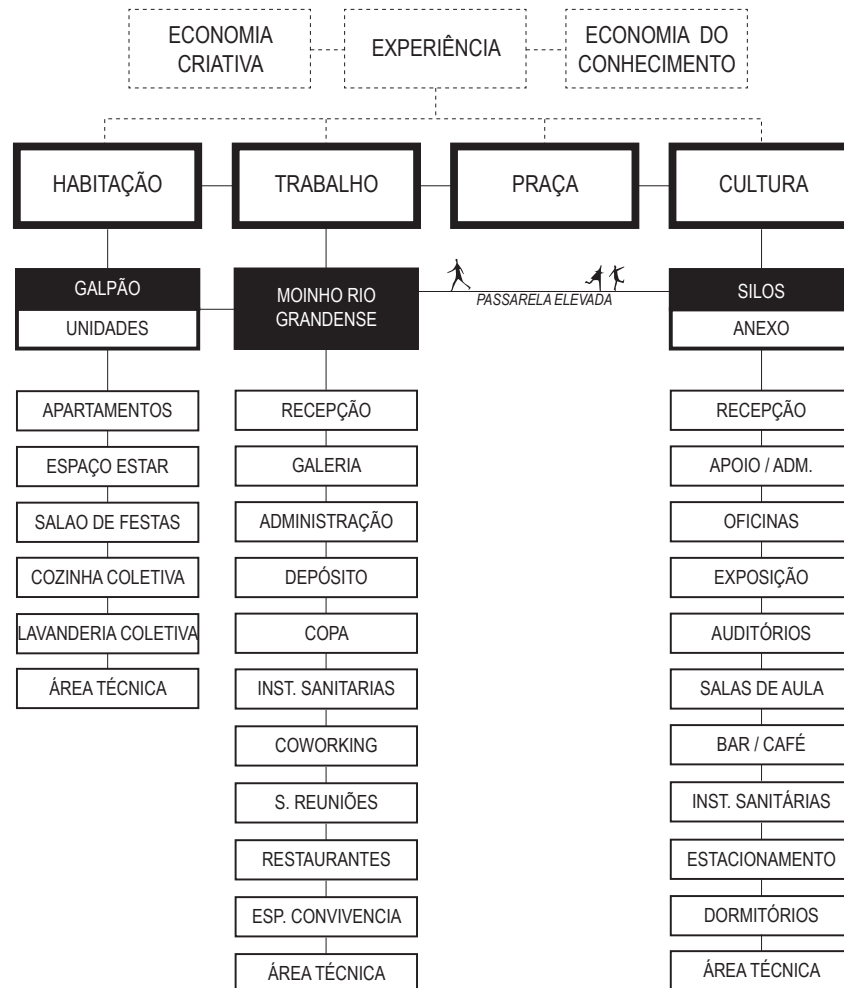 ECONOMIA
CRIATIVA
EXPERIÊNCIA
ECONOMIA DO
CONHECIMENTO
HABITAÇÃO
TRABALHO
PRAÇA
CULTURA
GALPÃO
UNIDADES
MOINHO RIO
GRANDENSE
PASSARELA ELEVADA
SILOS
ANEXO
APARTAMENTOS
ESPAÇO ESTAR
SALAO DE FESTAS
COZINHA COLETIVA
LAVANDERIA COLETIVA
ÁREA TÉCNICA
RECEPÇÃO
GALERIA
ADMINISTRAÇÃO
DEPÓSITO
COPA
INST. SANITARIAS
COWORKING
S. REUNIÕES
RESTAURANTES
ESP. CONVIVENCIA
ÁREA TÉCNICA
RECEPÇÃO
APOIO / ADM.
OFICINAS
EXPOSIÇÃO
AUDITÓRIOS
SALAS DE AULA
BAR / CAFÉ
INST. SANITÁRIAS
ESTACIONAMENTO
DORMITÓRIOS
ÁREA TÉCNICA